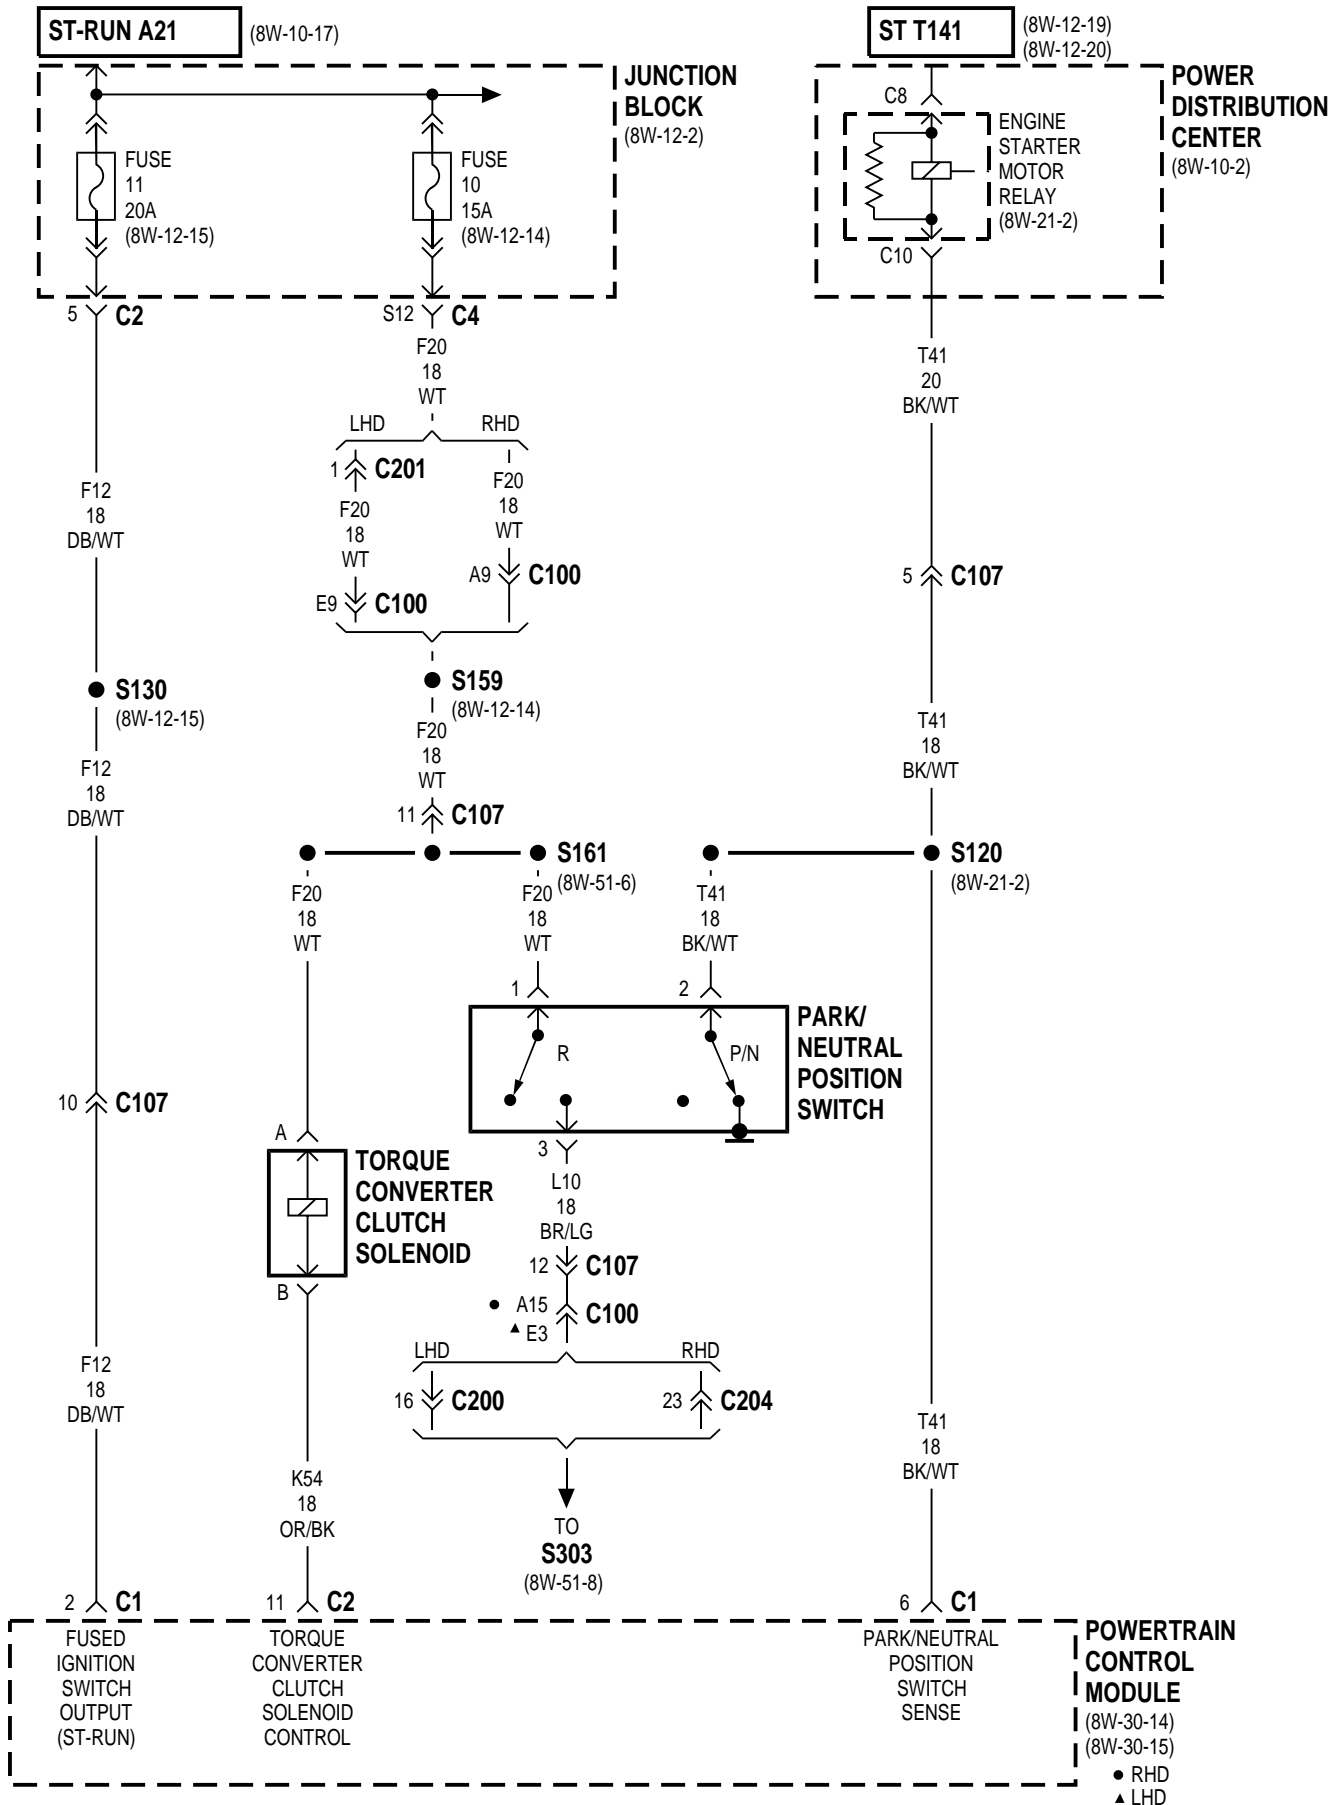 ST-RUN A21
(8W-10-17)
ST T141
(8W-12-19)
(8W-12-20)
JUNCTION
BLOCK
(8W-12-2)
FUSE
11
20A
(8W-12-15)
FUSE
10
15A
(8W-12-14)
POWER
DISTRIBUTION
CENTER
(8W-10-2)
C8
ENGINE
STARTER
MOTOR
RELAY
(8W-21-2)
C10
5
C2
S12
C4
F20
18
WT
T41
20
BK/WT
LHD
RHD
1
C201
F20
18
WT
F20
18
WT
F12
18
DB/WT
A9
C100
E9
C100
5
C107
S130
(8W-12-15)
S159
(8W-12-14)
F20
18
WT
T41
18
BK/WT
F12
18
DB/WT
11
C107
S161
(8W-51-6)
S120
(8W-21-2)
F20
18
WT
F20
18
WT
T41
18
BK/WT
1
2
R
P/N
PARK/
NEUTRAL
POSITION
SWITCH
10
C107
A
TORQUE
CONVERTER
CLUTCH
SOLENOID
B
3
L10
18
BR/LG
12
C107
A15
E3
C100
LHD
RHD
16
C200
23
C204
F12
18
DB/WT
T41
18
BK/WT
K54
18
OR/BK
TO
S303
(8W-51-8)
2
C1
11
C2
6
C1
FUSED
IGNITION
SWITCH
OUTPUT
(ST-RUN)
TORQUE
CONVERTER
CLUTCH
SOLENOID
CONTROL
PARK/NEUTRAL
POSITION
SWITCH
SENSE
POWERTRAIN
CONTROL
MODULE
(8W-30-14)
(8W-30-15)
● RHD
▲ LHD